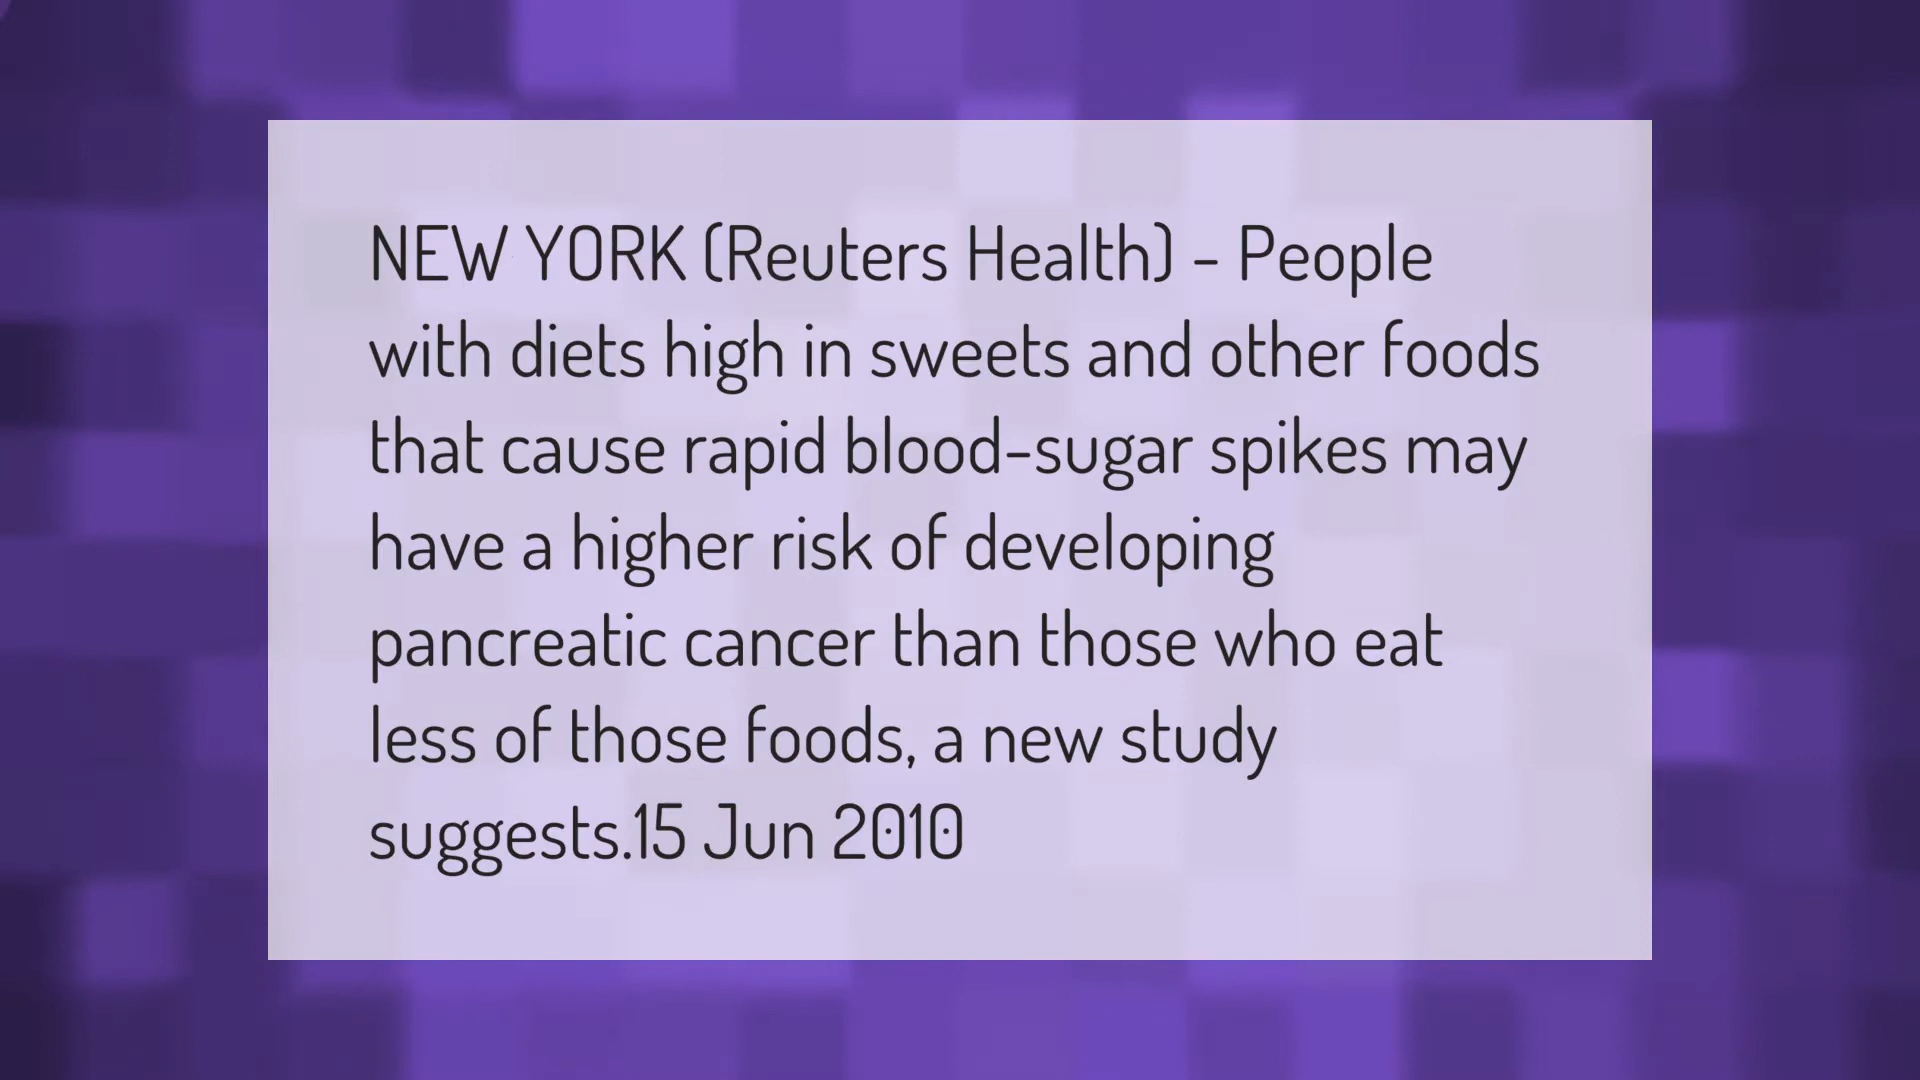 NEW YORK (Reuters Health) - People
with diets high in sweets and other foods
that cause rapid blood-sugar spikes may
have a higher risk of developing
pancreatic cancer than those who eat
less of those foods, a new study
suggests.15 Jun 2010